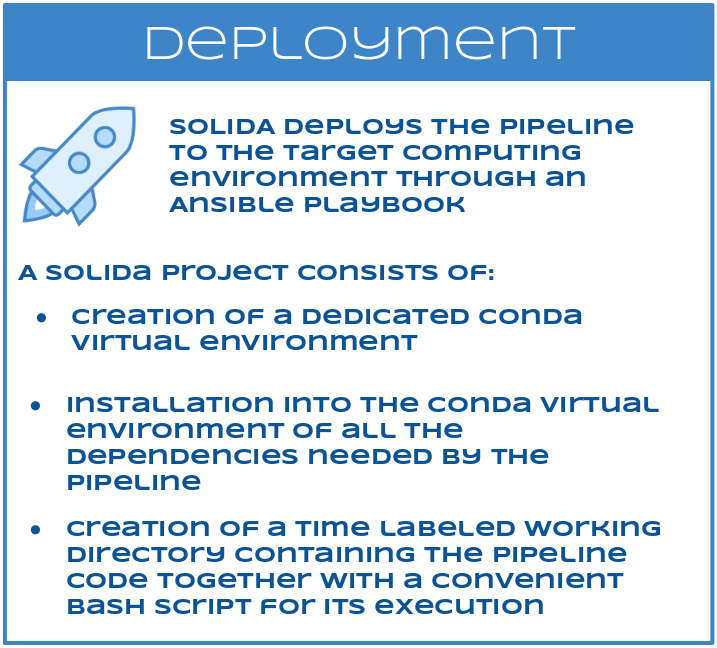 Deployment
SOLIDA deploys the pipeline
to the target computing
environment through an
Ansible Playbook
A Solida project consists of:
• creation of a dedicated conda
virtual environment
• installation into the conda virtual
environment of all the
dependencies needed by the
pipeline
• creation of a time labeled working
directory containing the pipeline
code together with a convenient
bash script for its execution